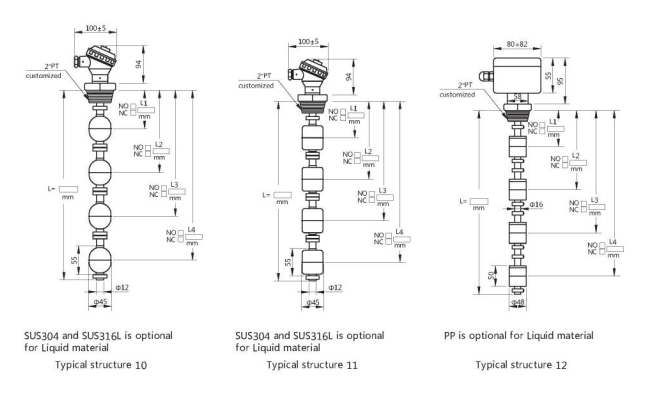 100±5
2"PT
customized
94
NO
NC
L1
mm
NO
NC
L2
mm
NO
NC
L3
mm
NO
NC
L4
mm
L=
mm
55
Φ12
Φ45
SUS304 and SUS316L is optional
for Liquid material
Typical structure 10
100±5
2"PT
customized
94
NO
NC
L1
mm
NO
NC
L2
mm
NO
NC
L3
mm
NO
NC
L4
mm
L=
mm
55
Φ12
Φ45
SUS304 and SUS316L is optional
for Liquid material
Typical structure 11
80×82
2"PT
customized
58
55
95
NO
NC
L1
mm
NO
NC
L2
mm
NO
NC
L3
mm
NO
NC
L4
mm
L=
mm
Φ16
50
Φ48
PP is optional for Liquid material
Typical structure 12